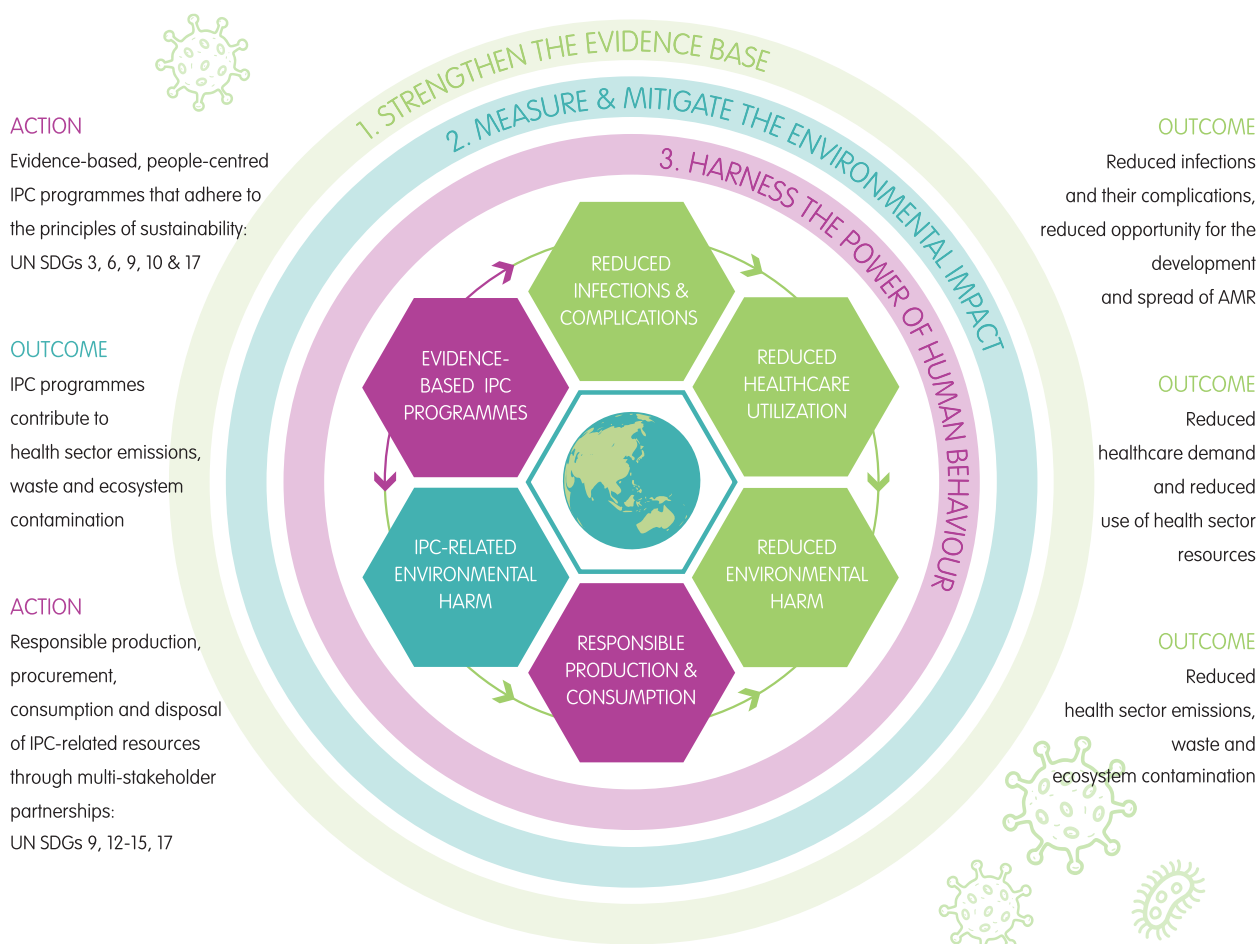 1. STRENGTHEN THE EVIDENCE BASE
2. MEASURE & MITIGATE THE ENVIRONMENTAL IMPACT
3. HARNESS THE POWER OF HUMAN BEHAVIOUR
ACTION
Evidence-based, people-centred
IPC programmes that adhere to
the principles of sustainability:
UN SDGs 3, 6, 9, 10 & 17
OUTCOME
IPC programmes
contribute to
health sector emissions,
waste and ecosystem
contamination
ACTION
Responsible production,
procurement,
consumption and disposal
of IPC-related resources
through multi-stakeholder
partnerships:
UN SDGs 9, 12-15, 17
REDUCED
INFECTIONS &
COMPLICATIONS
EVIDENCE-
BASED IPC
PROGRAMMES
REDUCED
HEALTHCARE
UTILIZATION
IPC-RELATED
ENVIRONMENTAL
HARM
REDUCED
ENVIRONMENTAL
HARM
RESPONSIBLE
PRODUCTION &
CONSUMPTION
OUTCOME
Reduced infections
and their complications,
reduced opportunity for the
development
and spread of AMR
OUTCOME
Reduced
healthcare demand
and reduced
use of health sector
resources
OUTCOME
Reduced
health sector emissions,
waste and
ecosystem contamination